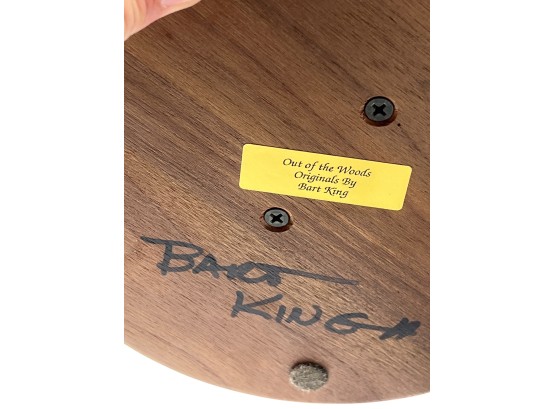 Out of the Woods
Originals By
Bart King
BART
KING